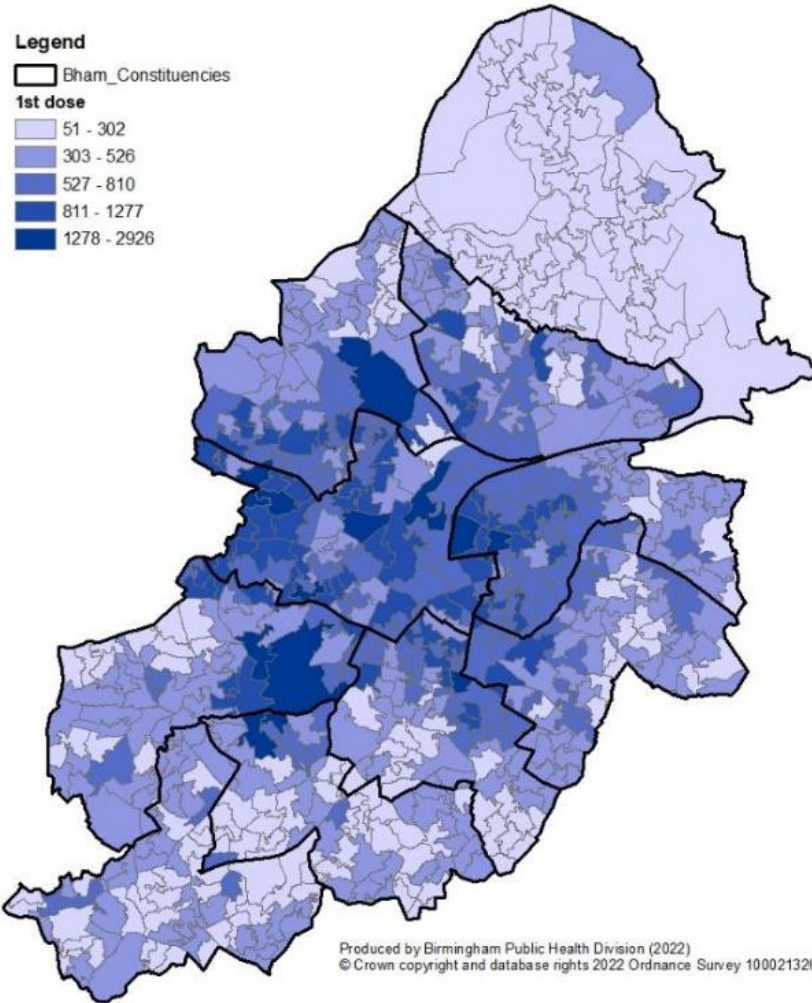 Legend
Bham_Constituencies
1st dose
51 - 302
303 - 526
527 - 810
811 - 1277
1278 - 2926
Produced by Birmingham Public Health Division (2022)
© Crown copyright and database rights 2022 Ordnance Survey 100021326